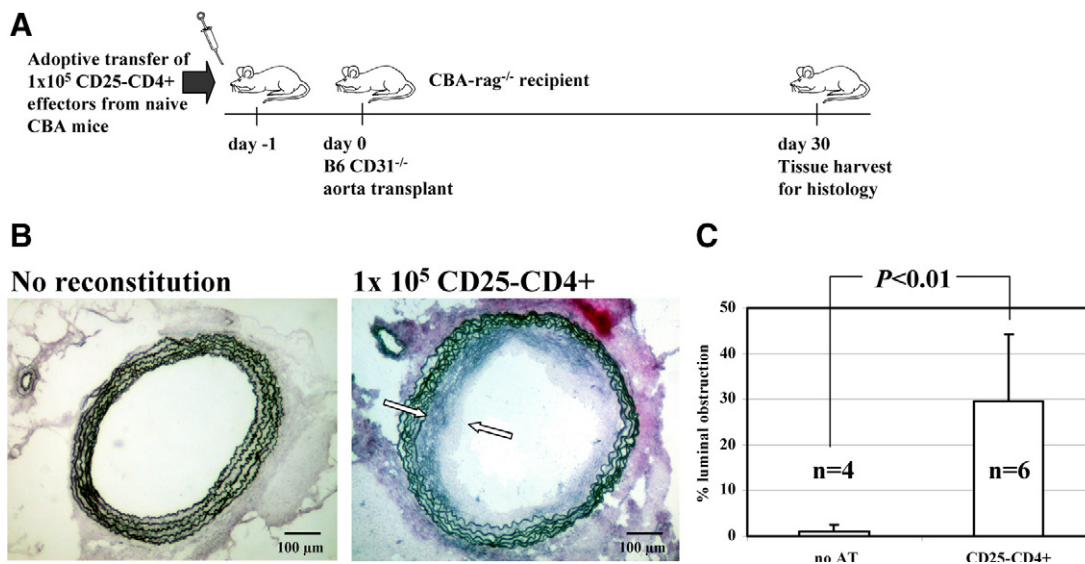 A
Adoptive transfer of
1x10⁵ CD25-CD4+
effectors from naive
CBA mice
CBA-rag⁻/⁻ recipient
day -1
day 0
B6 CD31⁻/⁻
aorta transplant
day 30
Tissue harvest
for histology
B
No reconstitution
1x 10⁵ CD25-CD4+
100 µm
100 µm
C
P<0.01
% luminal obstruction
50
40
30
20
10
0
n=4
n=6
no AT
CD25-CD4+